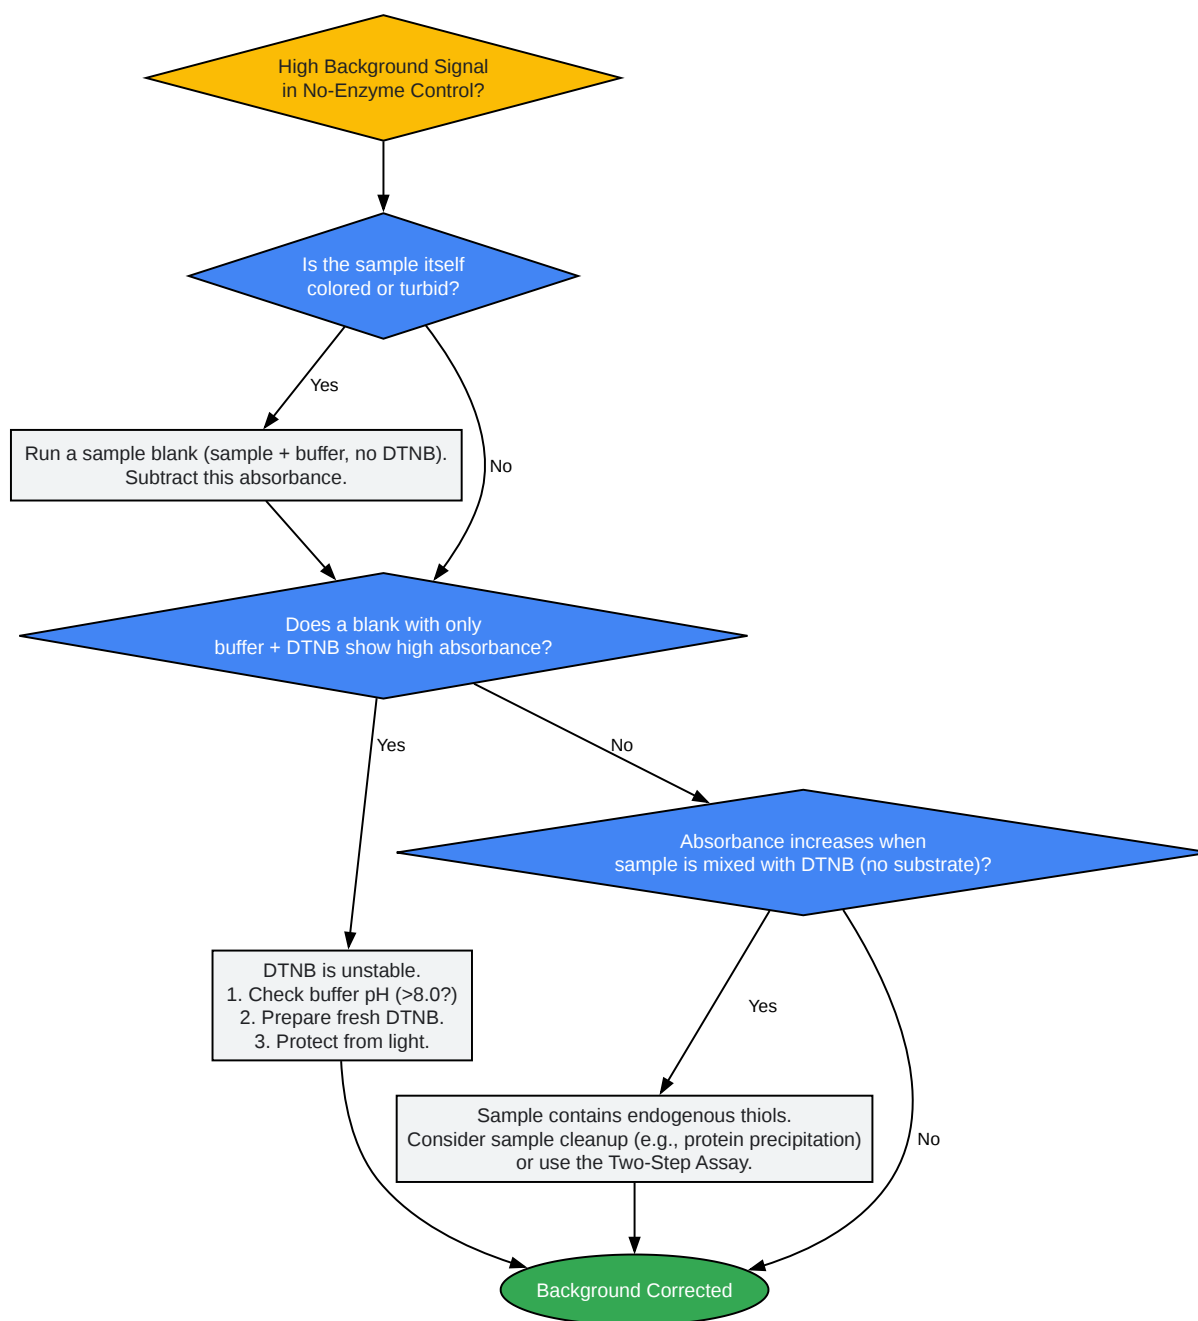 High Background Signal
in No-Enzyme Control?
Is the sample itself
colored or turbid?
Yes
Run a sample blank (sample + buffer, no DTNB).
Subtract this absorbance.
No
Does a blank with only
buffer + DTNB show high absorbance?
Yes
No
Absorbance increases when
sample is mixed with DTNB (no substrate)?
DTNB is unstable.
1. Check buffer pH (>8.0?)
2. Prepare fresh DTNB.
3. Protect from light.
Yes
Sample contains endogenous thiols.
Consider sample cleanup (e.g., protein precipitation)
or use the Two-Step Assay.
No
Background Corrected